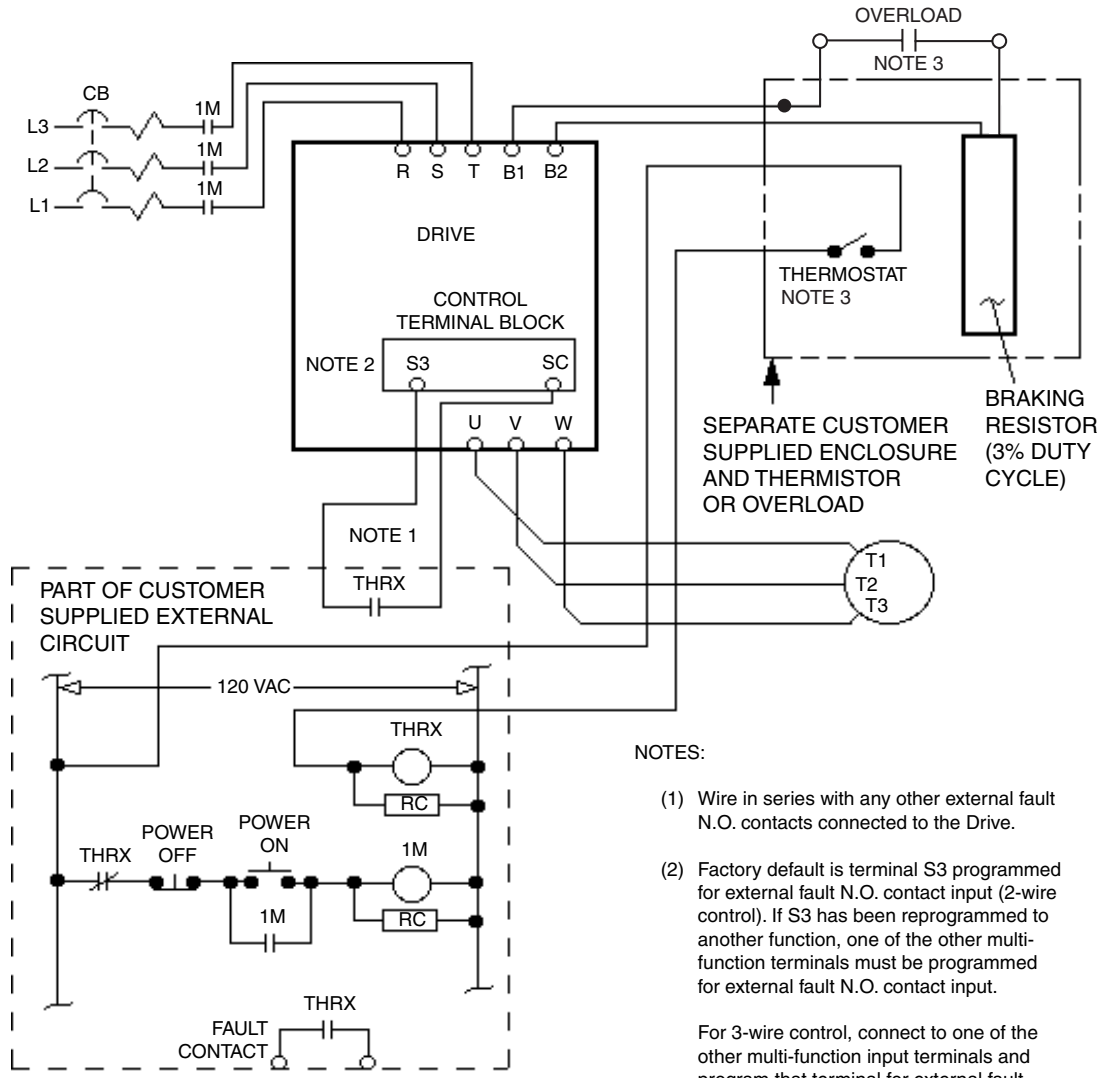 OVERLOAD
NOTE 3
CB
1M
L3
1M
L2
1M
L1
R S T B1 B2
DRIVE
THERMOSTAT
NOTE 3
CONTROL
TERMINAL BLOCK
NOTE 2
S3 SC
U V W
BRAKING
RESISTOR
(3% DUTY
CYCLE)
SEPARATE CUSTOMER
SUPPLIED ENCLOSURE
AND THERMISTOR
OR OVERLOAD
NOTE 1
THRX
T1
T2
T3
PART OF CUSTOMER
SUPPLIED EXTERNAL
CIRCUIT
120 VAC
THRX
RC
THRX
POWER
OFF
POWER
ON
1M
1M
RC
THRX
FAULT
CONTACT
NOTES:
(1) Wire in series with any other external fault
N.O. contacts connected to the Drive.
(2) Factory default is terminal S3 programmed
for external fault N.O. contact input (2-wire
control). If S3 has been reprogrammed to
another function, one of the other multi-
function terminals must be programmed
for external fault N.O. contact input.
For 3-wire control, connect to one of the
other multi-function input terminals and
program that terminal for external fault